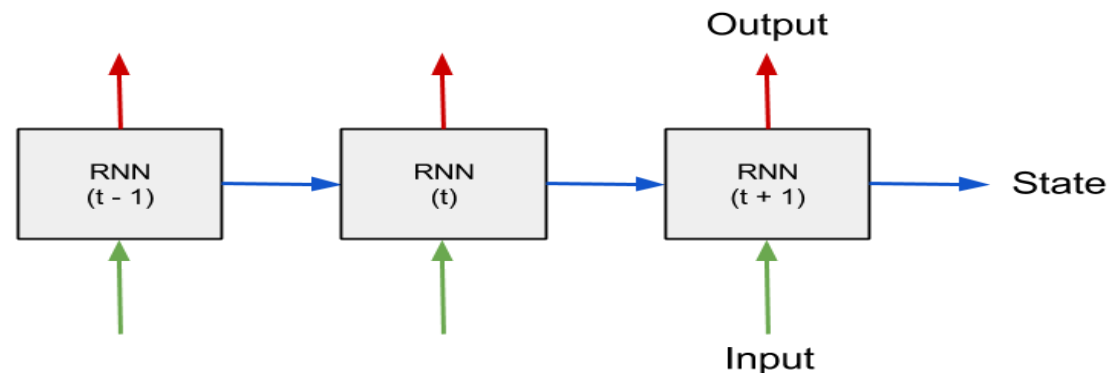 Output
RNN
(t - 1)
RNN
(t)
RNN
(t + 1)
State
Input